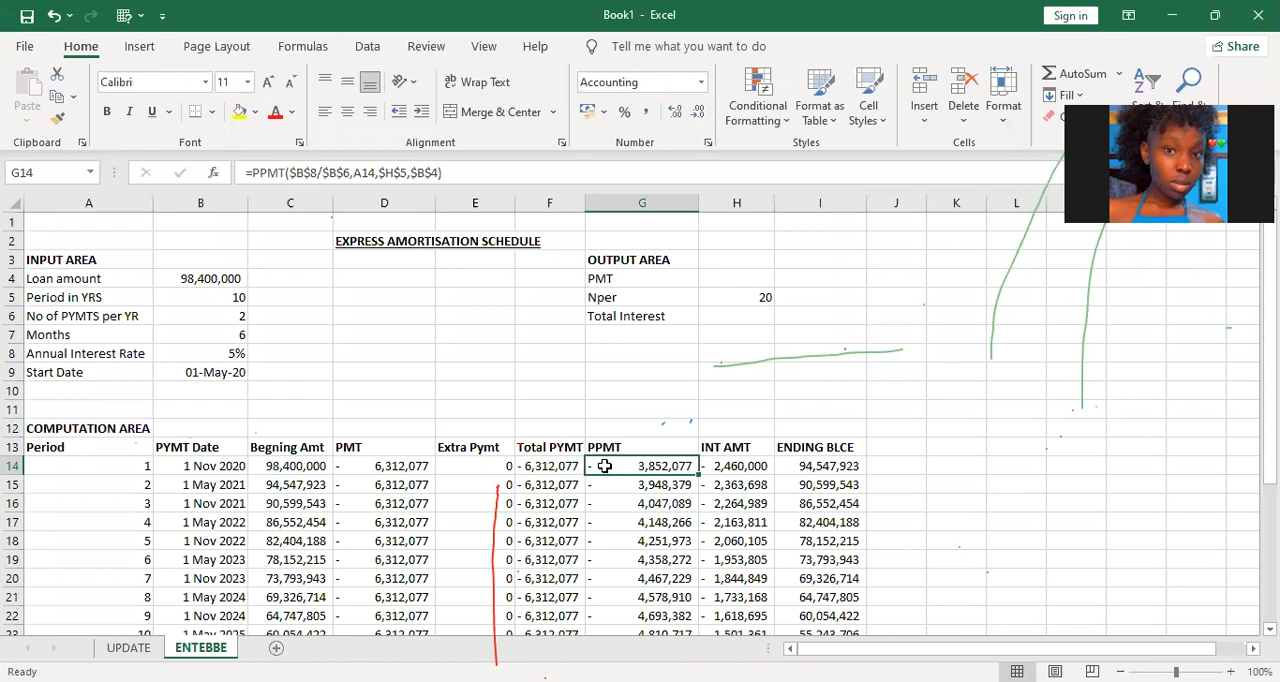 Book1 - Excel
Sign in
File Home Insert Page Layout Formulas Data Review View Help Tell me what you want to do Share
Paste
Calibri 11
B I U
Wrap Text
Merge & Center
Accounting
Conditional Formatting
Format as Table
Cell Styles
Insert
Delete
Format
AutoSum
Fill
Clipboard Font Alignment Number Styles Cells
G14 fx =PPMT($B$8/$B$6,A14,$H$5,$B$4)
A B C D E F G H I J K L
1
2 EXPRESS AMORTISATION SCHEDULE
3 INPUT AREA OUTPUT AREA
4 Loan amount 98,400,000 PMT
5 Period in YRS 10 Nper 20
6 No of PYMTS per YR 2 Total Interest
7 Months 6
8 Annual Interest Rate 5%
9 Start Date 01-May-20
10
11
12 COMPUTATION AREA
13 Period PYMT Date Begning Amt PMT Extra Pymt Total PYMT PPMT INT AMT ENDING BLCE
14 1 1 Nov 2020 98,400,000 - 6,312,077 0 - 6,312,077 - 3,852,077 - 2,460,000 94,547,923
15 2 1 May 2021 94,547,923 - 6,312,077 0 - 6,312,077 - 3,948,379 - 2,363,698 90,599,543
16 3 1 Nov 2021 90,599,543 - 6,312,077 0 - 6,312,077 - 4,047,089 - 2,264,989 86,552,454
17 4 1 May 2022 86,552,454 - 6,312,077 0 - 6,312,077 - 4,148,266 - 2,163,811 82,404,188
18 5 1 Nov 2022 82,404,188 - 6,312,077 0 - 6,312,077 - 4,251,973 - 2,060,105 78,152,215
19 6 1 May 2023 78,152,215 - 6,312,077 0 - 6,312,077 - 4,358,272 - 1,953,805 73,793,943
20 7 1 Nov 2023 73,793,943 - 6,312,077 0 - 6,312,077 - 4,467,229 - 1,844,849 69,326,714
21 8 1 May 2024 69,326,714 - 6,312,077 0 - 6,312,077 - 4,578,910 - 1,733,168 64,747,805
22 9 1 Nov 2024 64,747,805 - 6,312,077 0 - 6,312,077 - 4,693,382 - 1,618,695 60,054,422
23 10 1 May 2025 60,054,422 - 6,312,077 0 - 6,312,077 - 4,810,717 - 1,501,361 55,243,706
UPDATE ENTEBBE
Ready 100%